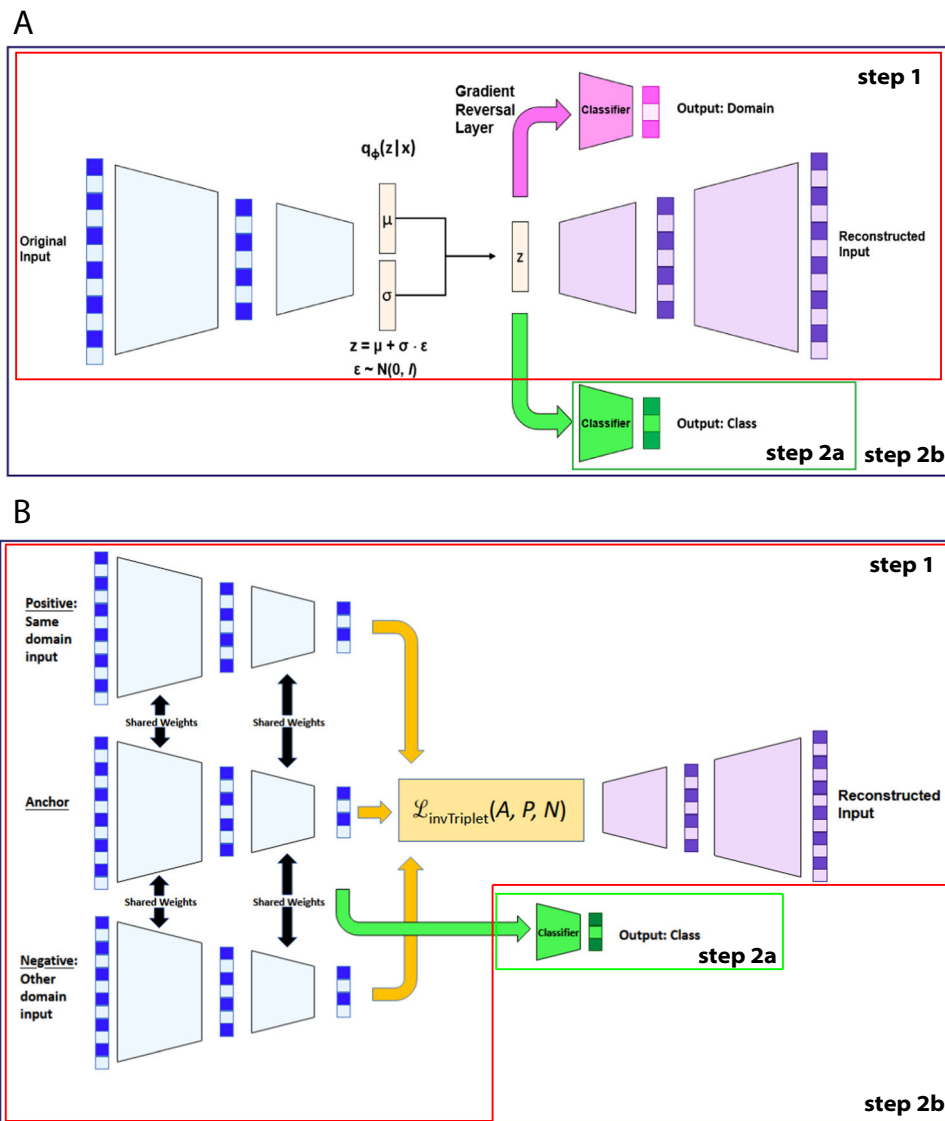 A
step 1
Gradient
Reversal
Layer
Classifier
Output: Domain
qϕ(z|x)
Original
Input
μ
σ
z
Reconstructed
Input
z = μ + σ · ε
ε ~ N(0, I)
Classifier
Output: Class
step 2a
step 2b
B
step 1
Positive:
Same
domain
input
Shared Weights
Shared Weights
Anchor
ℒinvTriplet(A, P, N)
Reconstructed
Input
Shared Weights
Shared Weights
Classifier
Output: Class
step 2a
Negative:
Other
domain
input
step 2b